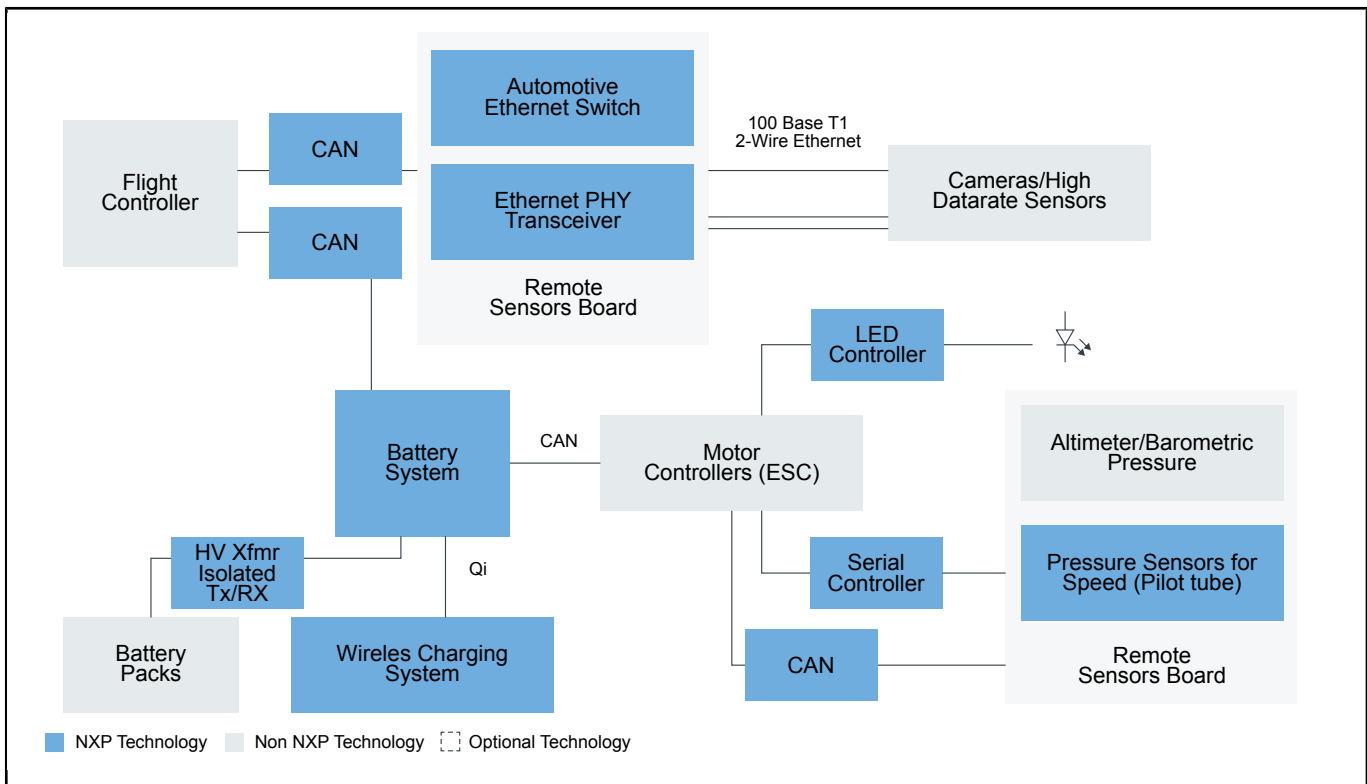 Automotive
Ethernet Switch
CAN
100 Base T1
2-Wire Ethernet
Flight
Controller
Cameras/High
Datarate Sensors
Ethernet PHY
Transceiver
CAN
Remote
Sensors Board
LED
Controller
Battery
System
CAN
Motor
Controllers (ESC)
Altimeter/Barometric
Pressure
HV Xfmr
Isolated
Tx/RX
Qi
Serial
Controller
Pressure Sensors for
Speed (Pilot tube)
Battery
Packs
Wireles Charging
System
CAN
Remote
Sensors Board
NXP Technology
Non NXP Technology
Optional Technology